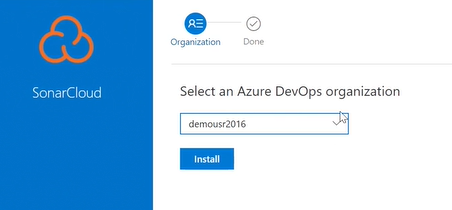 Organization
Done
SonarCloud
Select an Azure DevOps organization
demousr2016
Install